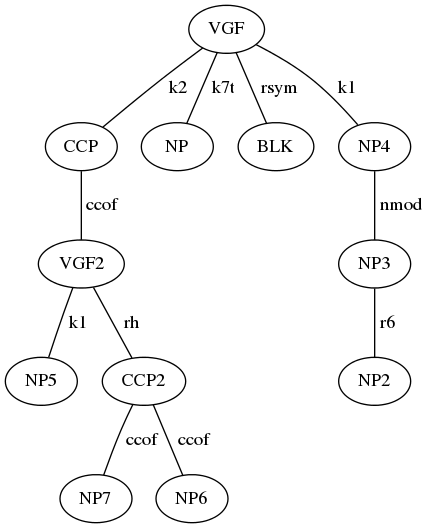 VGF
k2 k7t rsym k1
CCP NP BLK NP4
ccof nmod
VGF2 NP3
k1 rh r6
NP5 CCP2 NP2
ccof ccof
NP7 NP6